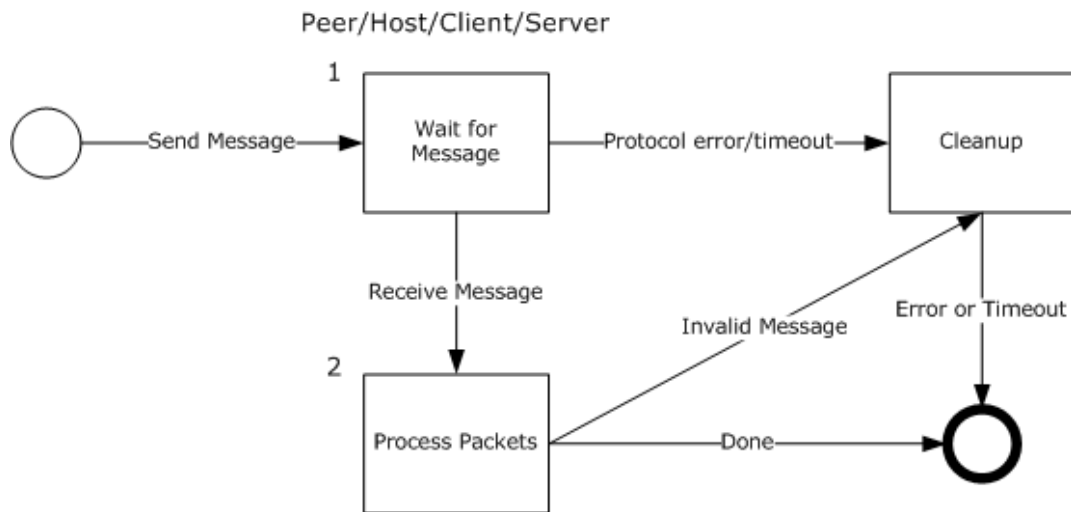 Peer/Host/Client/Server
1
Wait for
Message
Send Message
Protocol error/timeout
Cleanup
Receive Message
Invalid Message
Error or Timeout
2
Process Packets
Done